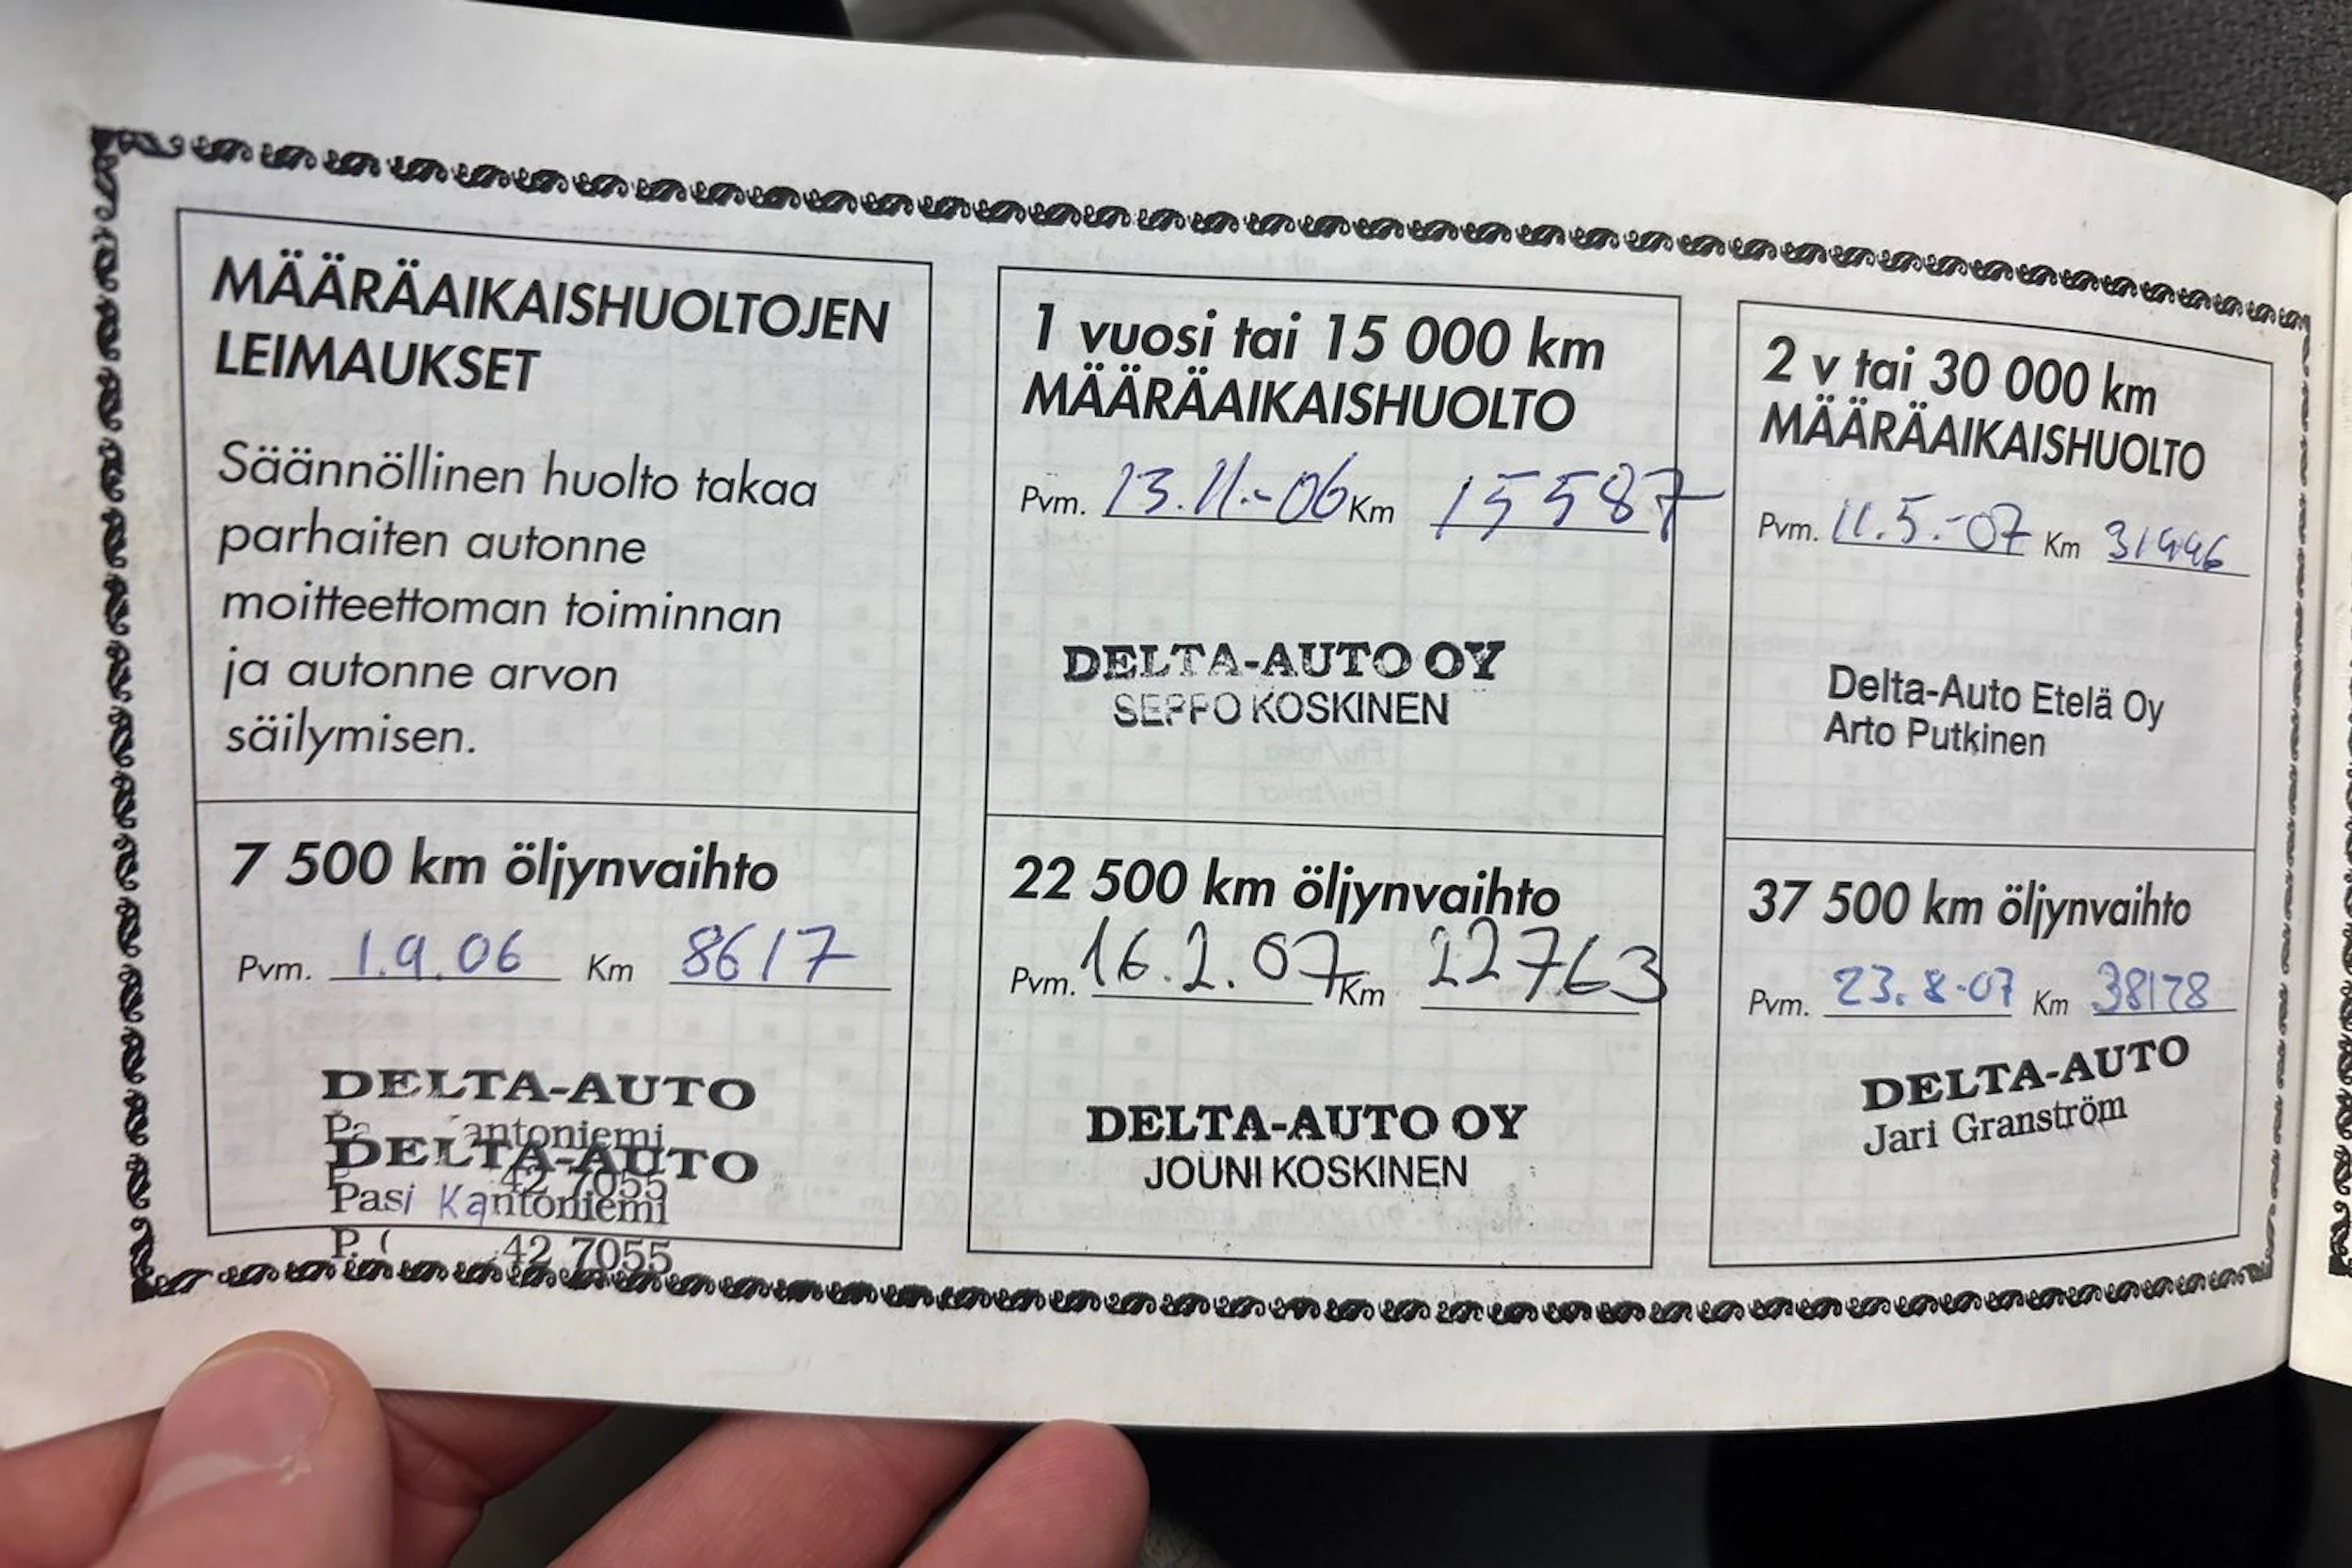 MÄÄRÄAIKAISHUOLTOJEN
LEIMAUKSET
Säännöllinen huolto takaa
parhaiten autonne
moitteettoman toiminnan
ja autonne arvon
säilymisen.
7 500 km öljynvaihto
Pvm. 1.9.06 Km 8617
DELTA-AUTO
antoniemi
DELTA-AUTO
42 7055
Pasi Kantoniemi
P. 42 7055
1 vuosi tai 15 000 km
MÄÄRÄAIKAISHUOLTO
Pvm. 13.11.-06 Km 15587
DELTA-AUTO OY
SEPPO KOSKINEN
22 500 km öljynvaihto
Pvm. 16.2.07 Km 22763
DELTA-AUTO OY
JOUNI KOSKINEN
2 v tai 30 000 km
MÄÄRÄAIKAISHUOLTO
Pvm. 11.5.-07 Km
Delta-Auto Etelä Oy
Arto Putkinen
37 500 km öljynvaihto
Pvm. 23.8-07 Km 38178
DELTA-AUTO
Jari Granström